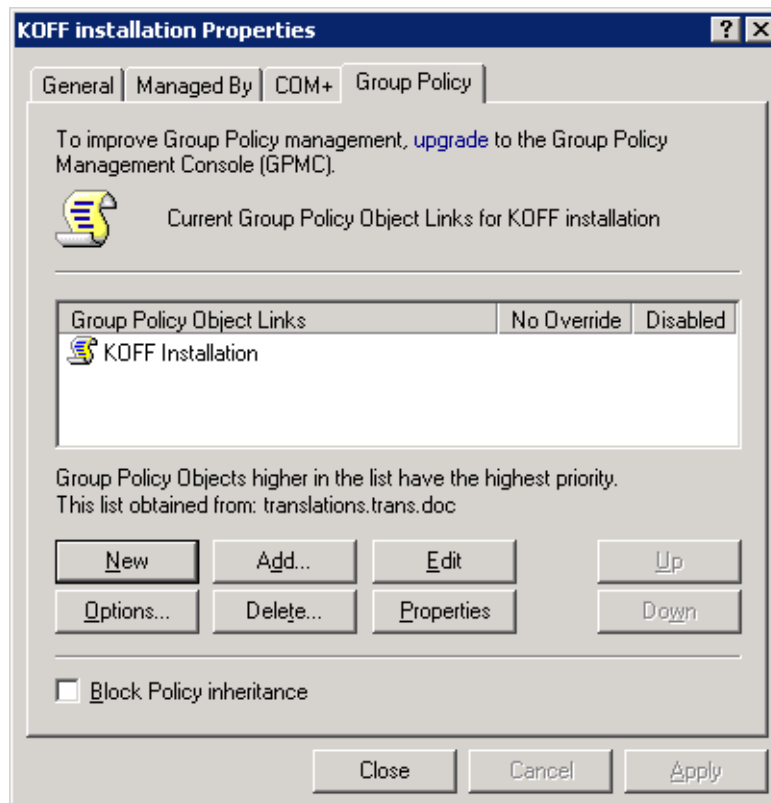 KOFF installation Properties
General Managed By COM+ Group Policy
To improve Group Policy management, upgrade to the Group Policy
Management Console (GPMC).
Current Group Policy Object Links for KOFF installation
Group Policy Object Links No Override Disabled
KOFF Installation
Group Policy Objects higher in the list have the highest priority.
This list obtained from: translations.trans.doc
New Add... Edit Up
Options... Delete... Properties Down
Block Policy inheritance
Close Cancel Apply